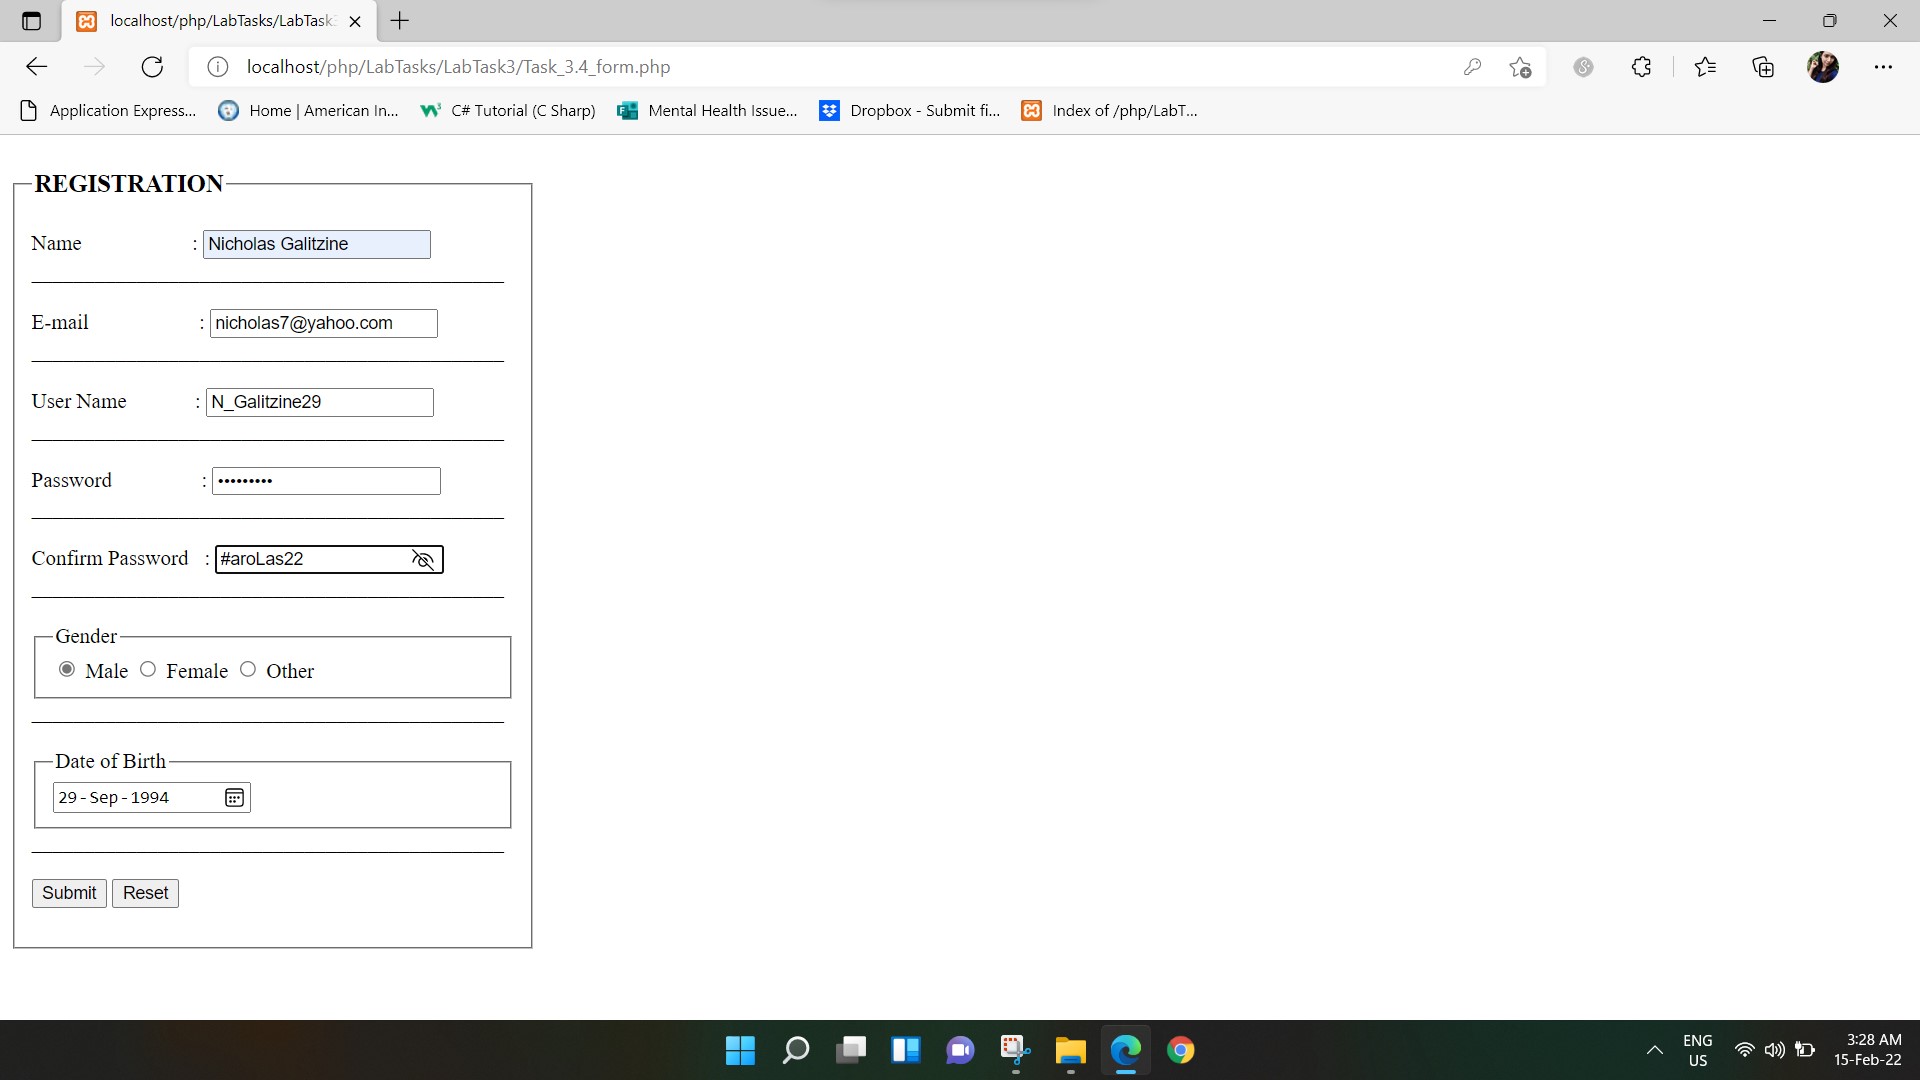 localhost/php/LabTasks/LabTask3
localhost/php/LabTasks/LabTask3/Task_3.4_form.php
Application Express...
Home | American In...
C# Tutorial (C Sharp)
Mental Health Issue...
Dropbox - Submit fi...
Index of /php/LabT...
REGISTRATION
Name : Nicholas Galitzine
E-mail : nicholas7@yahoo.com
User Name : N_Galitzine29
Password : •••••••••
Confirm Password : #aroLas22
Gender
Male Female Other
Date of Birth
29-Sep-1994
Submit Reset
ENG
US
3:28 AM
15-Feb-22